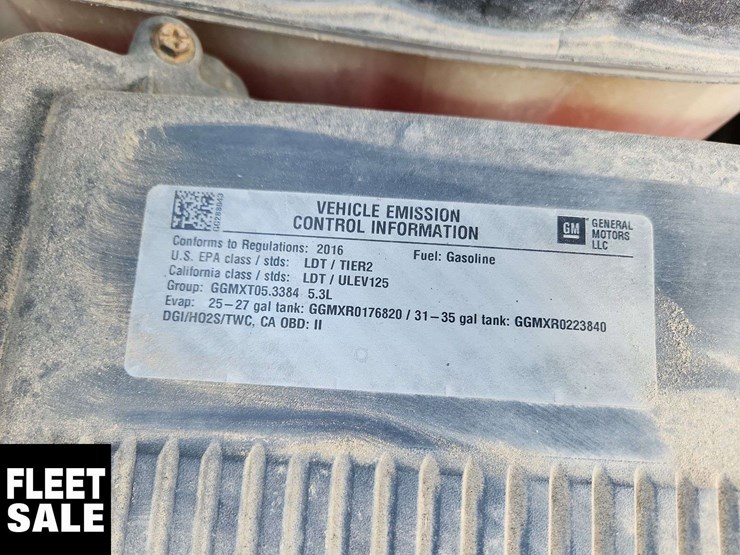 VEHICLE EMISSION
CONTROL INFORMATION
GM GENERAL
MOTORS
LLC
Conforms to Regulations: 2016 Fuel: Gasoline
U.S. EPA class / stds: LDT / TIER2
California class / stds: LDT / ULEV125
Group: GGMXT05.3384 5.3L
Evap: 25-27 gal tank: GGMXR0176820 / 31-35 gal tank: GGMXR0223840
DGI/HO2S/TWC, CA OBD: II
FLEET
SALE